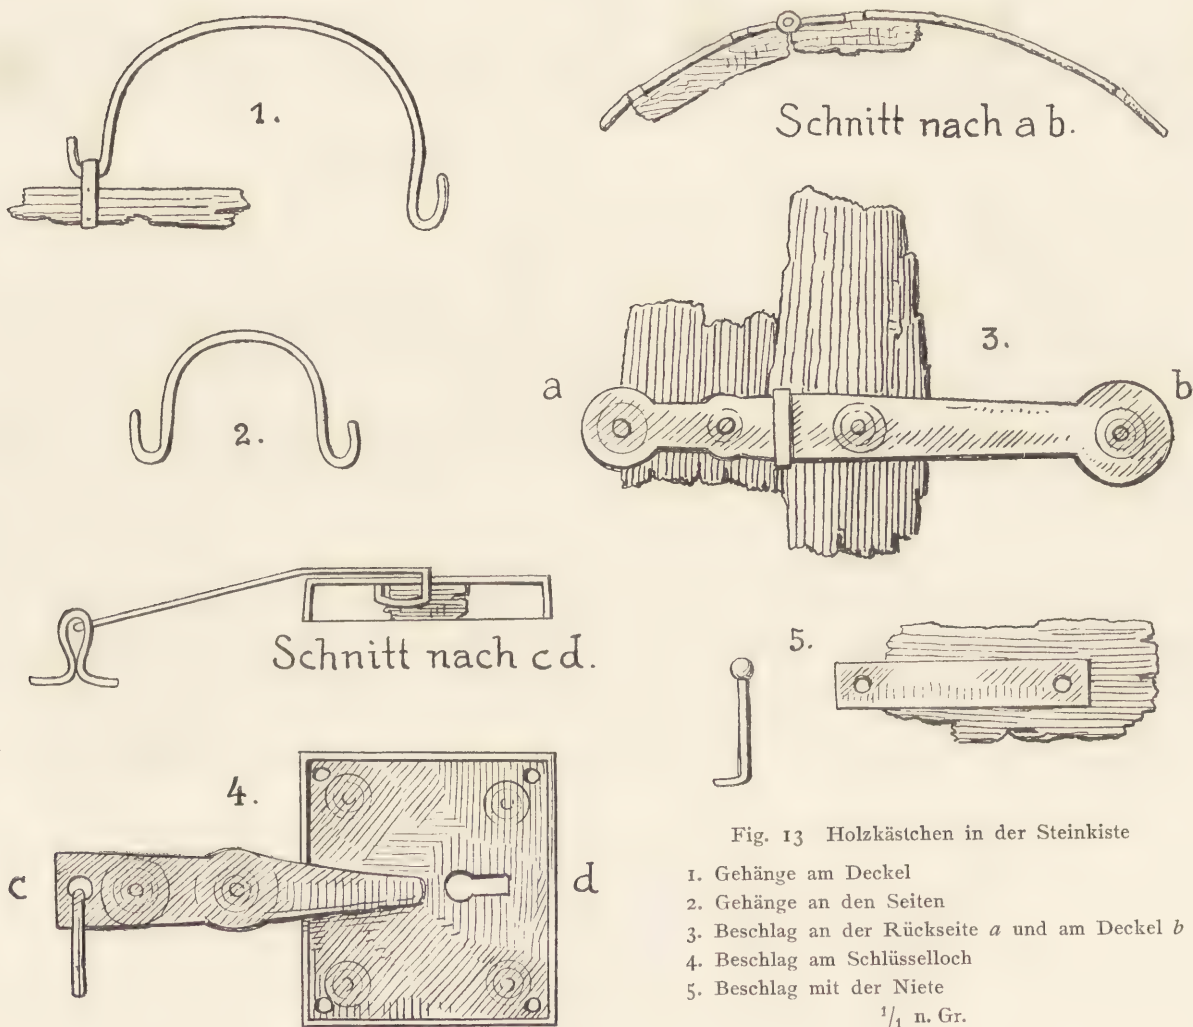 1.
Schnitt nach a b.
2.
a
3.
b
Schnitt nach c d.
5.
4.
c
d
Fig. 13 Holzkästchen in der Steinkiste
1. Gehänge am Deckel
2. Gehänge an den Seiten
3. Beschlag an der Rückseite a und am Deckel b
4. Beschlag am Schlüsselloch
5. Beschlag mit der Niete
1/1 n. Gr.